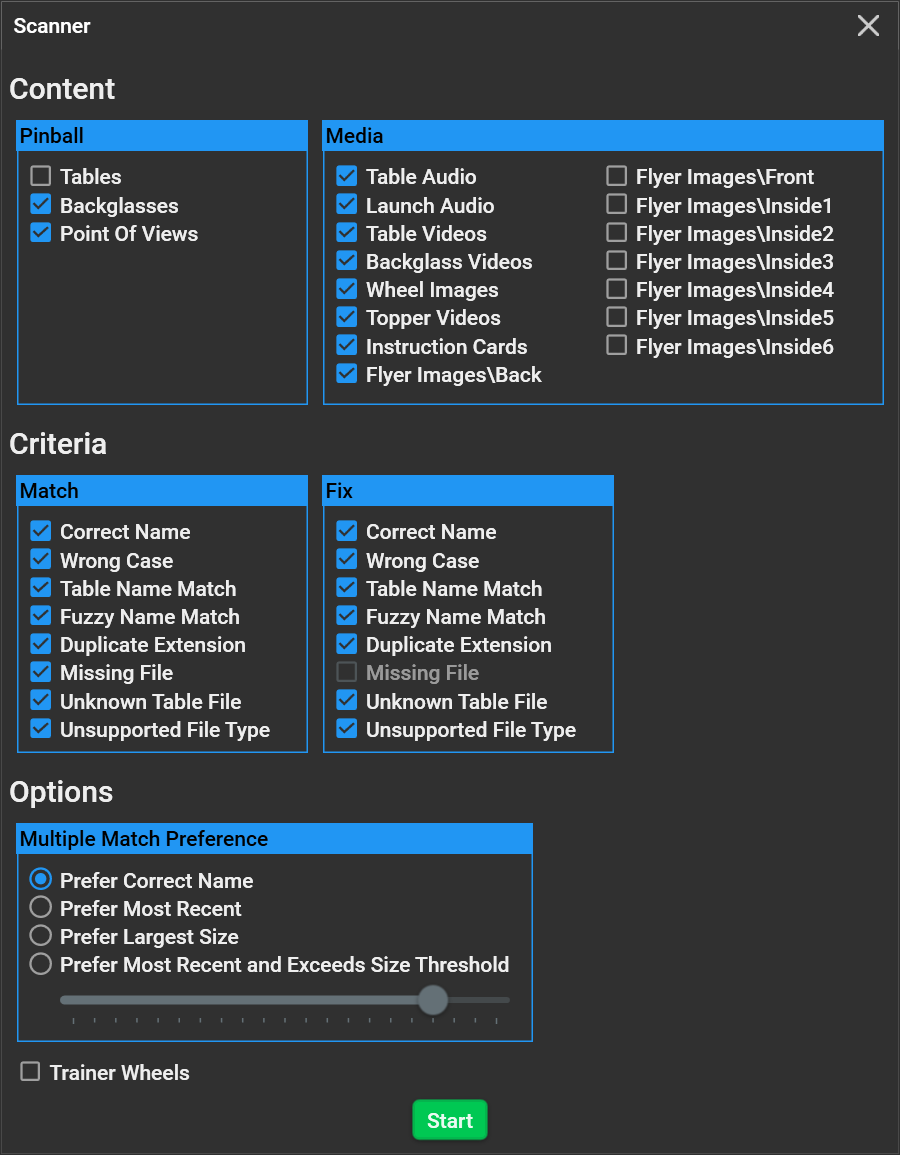 Scanner
Content
Pinball
Tables
Backglasses
Point Of Views
Media
Table Audio
Launch Audio
Table Videos
Backglass Videos
Wheel Images
Topper Videos
Instruction Cards
Flyer Images\Back
Flyer Images\Front
Flyer Images\Inside1
Flyer Images\Inside2
Flyer Images\Inside3
Flyer Images\Inside4
Flyer Images\Inside5
Flyer Images\Inside6
Criteria
Match
Correct Name
Wrong Case
Table Name Match
Fuzzy Name Match
Duplicate Extension
Missing File
Unknown Table File
Unsupported File Type
Fix
Correct Name
Wrong Case
Table Name Match
Fuzzy Name Match
Duplicate Extension
Missing File
Unknown Table File
Unsupported File Type
Options
Multiple Match Preference
Prefer Correct Name
Prefer Most Recent
Prefer Largest Size
Prefer Most Recent and Exceeds Size Threshold
Trainer Wheels
Start